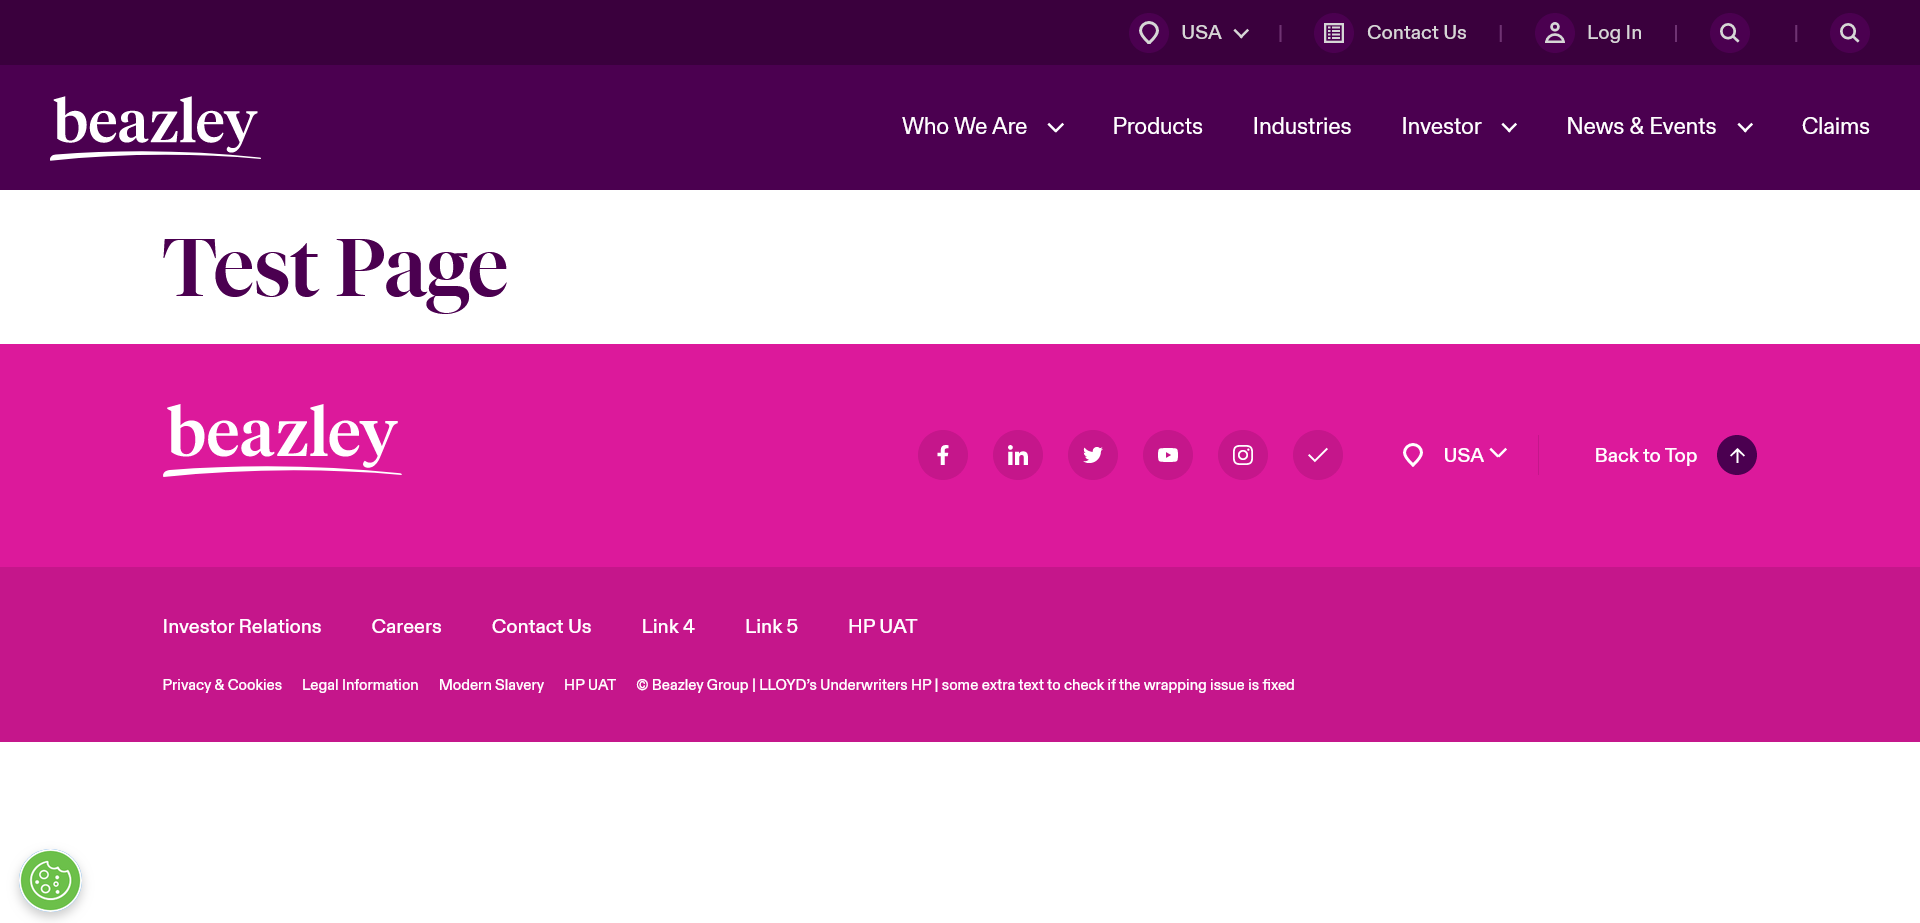 USA | Contact Us | Log In | |
beazley
Who We Are Products Industries Investor News & Events Claims
Test Page
beazley
USA Back to Top
Investor Relations Careers Contact Us Link 4 Link 5 HP UAT
Privacy & Cookies Legal Information Modern Slavery HP UAT © Beazley Group | LLOYD’s Underwriters HP | some extra text to check if the wrapping issue is fixed